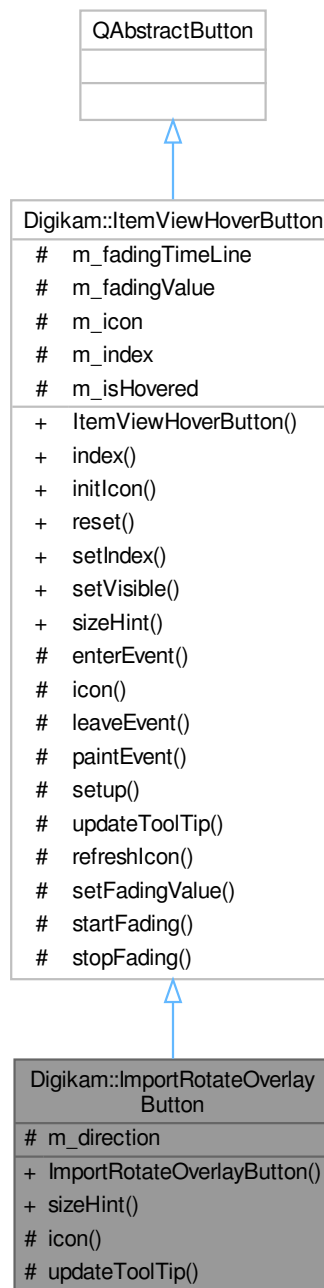 QAbstractButton
Digikam::ItemViewHoverButton
# m_fadingTimeLine
# m_fadingValue
# m_icon
# m_index
# m_isHovered
+ ItemViewHoverButton()
+ index()
+ initIcon()
+ reset()
+ setIndex()
+ setVisible()
+ sizeHint()
# enterEvent()
# icon()
# leaveEvent()
# paintEvent()
# setup()
# updateToolTip()
# refreshIcon()
# setFadingValue()
# startFading()
# stopFading()
Digikam::ImportRotateOverlay
Button
# m_direction
+ ImportRotateOverlayButton()
+ sizeHint()
# icon()
# updateToolTip()